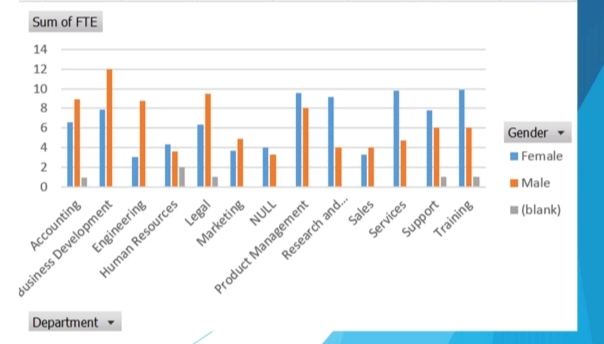 Sum of FTE
14
12
10
8
6
4
2
0
Accounting
Business Development
Engineering
Human Resources
Legal
Marketing
NULL
Product Management
Research and...
Sales
Services
Support
Training
Gender
Female
Male
(blank)
Department